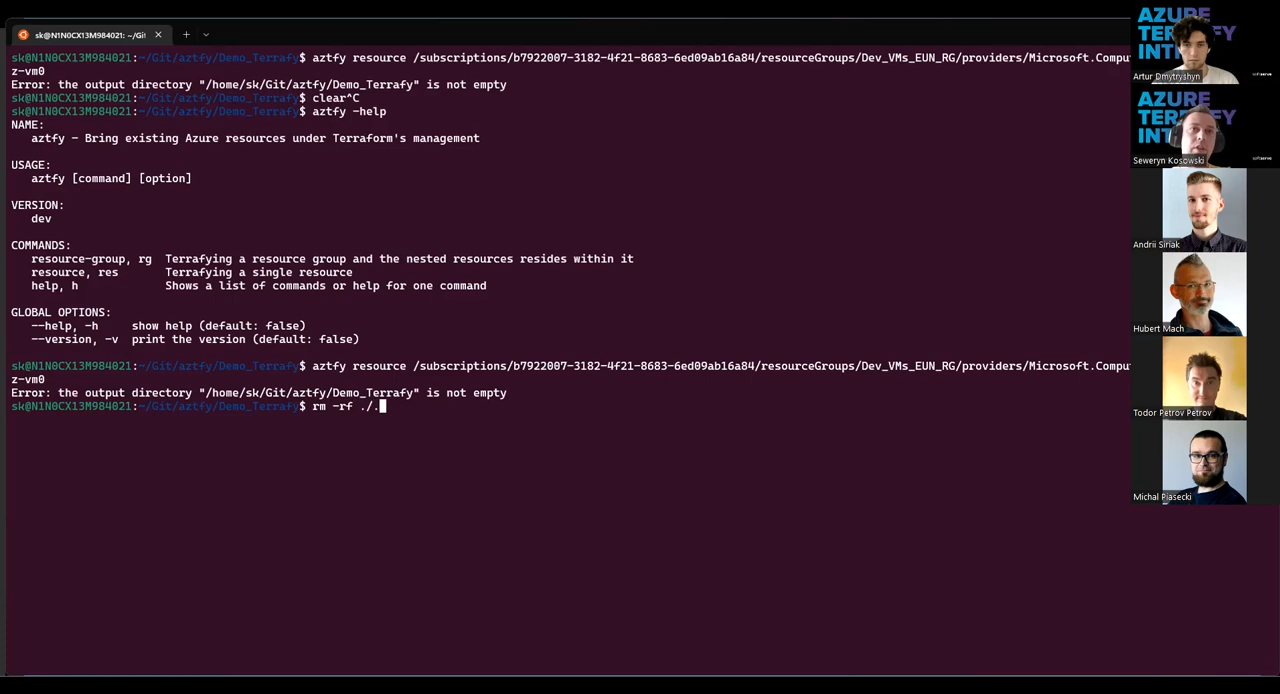 sk@N1N0CX13M984021: ~/Git
sk@N1N0CX13M984021:~/Git/aztfy/Demo_Terrafy$ aztfy resource /subscriptions/b7922007-3182-4f21-8683-6ed09ab16a84/resourceGroups/Dev_VMs_EUN_RG/providers/Microsoft.Compu
z-vm0
Error: the output directory "/home/sk/Git/aztfy/Demo_Terrafy" is not empty
sk@N1N0CX13M984021:~/Git/aztfy/Demo_Terrafy$ clear^C
sk@N1N0CX13M984021:~/Git/aztfy/Demo_Terrafy$ aztfy -help
NAME:
aztfy - Bring existing Azure resources under Terraform's management
USAGE:
aztfy [command] [option]
VERSION:
dev
COMMANDS:
resource-group, rg Terrafying a resource group and the nested resources resides within it
resource, res Terrafying a single resource
help, h Shows a list of commands or help for one command
GLOBAL OPTIONS:
--help, -h show help (default: false)
--version, -v print the version (default: false)
sk@N1N0CX13M984021:~/Git/aztfy/Demo_Terrafy$ aztfy resource /subscriptions/b7922007-3182-4f21-8683-6ed09ab16a84/resourceGroups/Dev_VMs_EUN_RG/providers/Microsoft.Compu
z-vm0
Error: the output directory "/home/sk/Git/aztfy/Demo_Terrafy" is not empty
sk@N1N0CX13M984021:~/Git/aztfy/Demo_Terrafy$ rm -rf ./.
AZURE
Artur Dmytryshyn
softserve
AZURE
Seweryn Kosowski
softserve
Andrii Siriak
Hubert Mach
Todor Petrov Petrov
Michal Piasecki